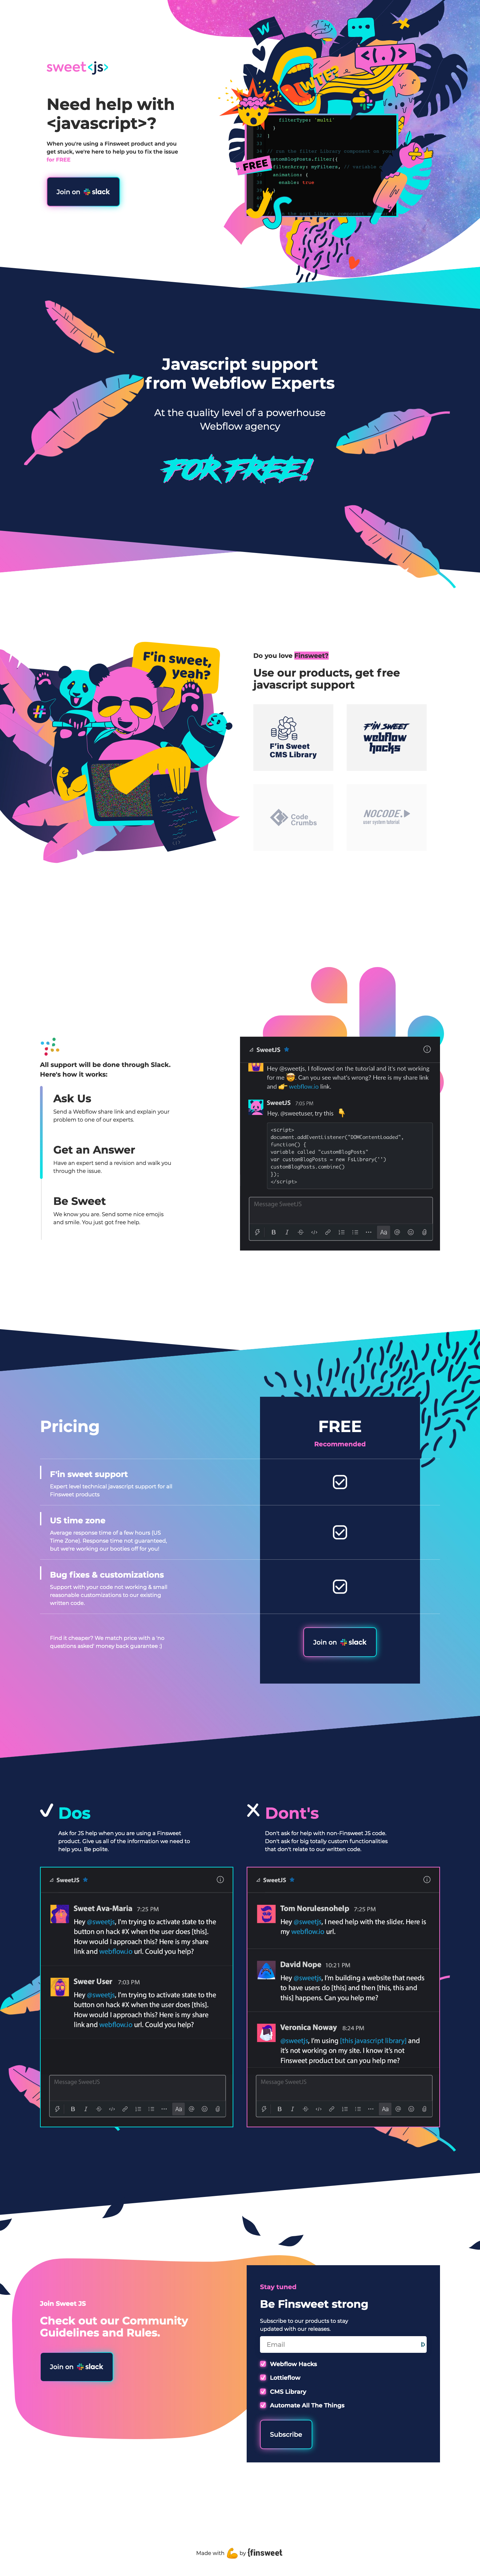 sweet<js>
Need help with
<javascript>?
When you're using a Finsweet product and you
get stuck, we're here to help you to fix the issue
for FREE
Join on slack
W
WTF?
<(.)>
FREE
JS
filterType: 'multi'
Javascript support
from Webflow Experts
At the quality level of a powerhouse
Webflow agency
FOR FREE!
F'in sweet,
yeah?
#
Do you love Finsweet?
Use our products, get free
javascript support
F'in Sweet
CMS Library
F'IN SWEET
webflow
hacks
Code
Crumbs
NOCODE.
user system tutorial
All support will be done through Slack.
Here's how it works:
Ask Us
Send a Webflow share link and explain your
problem to one of our experts.
Get an Answer
Have an expert send a revision and walk you
through the issue.
Be Sweet
We know you are. Send some nice emojis
and smile. You just got free help.
SweetJS
Hey @sweetjs, I followed on the tutorial and it's not working
for me 🤯. Can you see what's wrong? Here is my share link
and 👉 webflow.io link.
SweetJS 7:05 PM
Hey. @sweetuser, try this 👇
<script>
document.addEventListener("DOMContentLoaded",
function() {
variable called "customBlogPosts"
var customBlogPosts = new FsLibrary('')
customBlogPosts.combine()
});
</script>
Message SweetJS
Aa
Pricing
FREE
Recommended
F'in sweet support
Expert level technical javascript support for all
Finsweet products
US time zone
Average response time of a few hours (US
Time Zone). Response time not guaranteed,
but we're working our booties off for you!
Bug fixes & customizations
Support with your code not working & small
reasonable customizations to our existing
written code.
Find it cheaper? We match price with a 'no
questions asked' money back guarantee :)
Join on slack
Dos
Ask for JS help when you are using a Finsweet
product. Give us all of the information we need to
help you. Be polite.
SweetJS
Sweet Ava-Maria 7:25 PM
Hey @sweetjs, I'm trying to activate state to the
button on hack #X when the user does [this].
How would I approach this? Here is my share
link and webflow.io url. Could you help?
Sweer User 7:03 PM
Hey @sweetjs, I'm trying to activate state to the
button on hack #X when the user does [this].
How would I approach this? Here is my share
link and webflow.io url. Could you help?
Message SweetJS
Aa
Dont's
Don't ask for help with non-Finsweet JS code.
Don't ask for big totally custom functionalities
that don't relate to our written code.
SweetJS
Tom Norulesnohelp 7:25 PM
Hey @sweetjs, I need help with the slider. Here is
my webflow.io url.
David Nope 10:21 PM
Hey @sweetjs, I'm building a website that needs
to have users do [this] and then [this, this and
this] happens. Can you help me?
Veronica Noway 8:24 PM
@sweetjs, I'm using [this javascript library] and
it's not working on my site. I know it's not
Finsweet product but can you help me?
Message SweetJS
Aa
Join Sweet JS
Check out our Community
Guidelines and Rules.
Join on slack
Stay tuned
Be Finsweet strong
Subscribe to our products to stay
updated with our releases.
Email
Webflow Hacks
Lottieflow
CMS Library
Automate All The Things
Subscribe
Made with 💪 by {finsweet